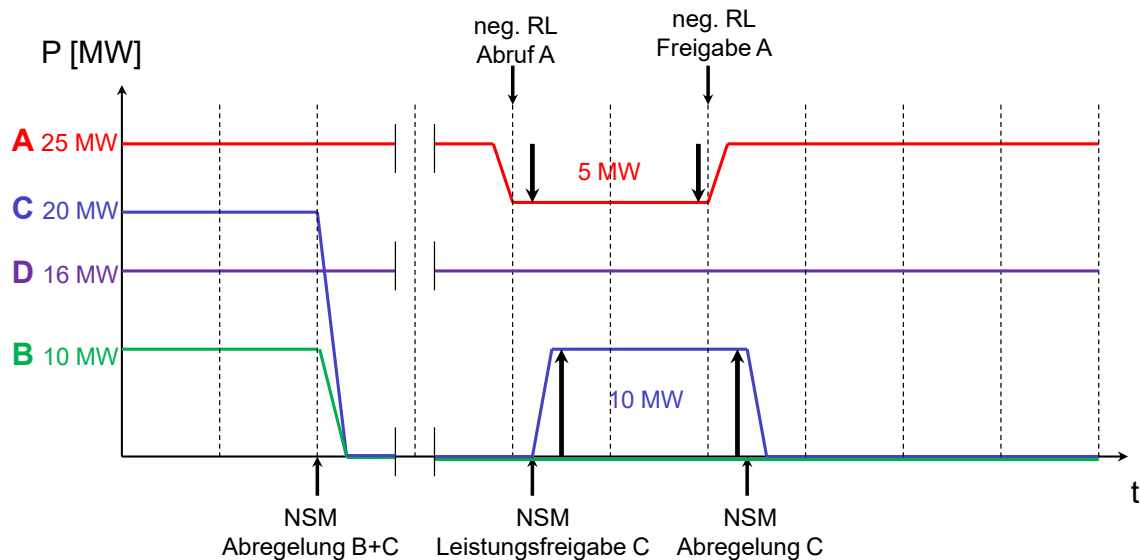 neg. RL
Abruf A
neg. RL
Freigabe A
P [MW]
A 25 MW
5 MW
C 20 MW
D 16 MW
B 10 MW
10 MW
t
NSM
Abregelung B+C
NSM
Leistungsfreigabe C
NSM
Abregelung C